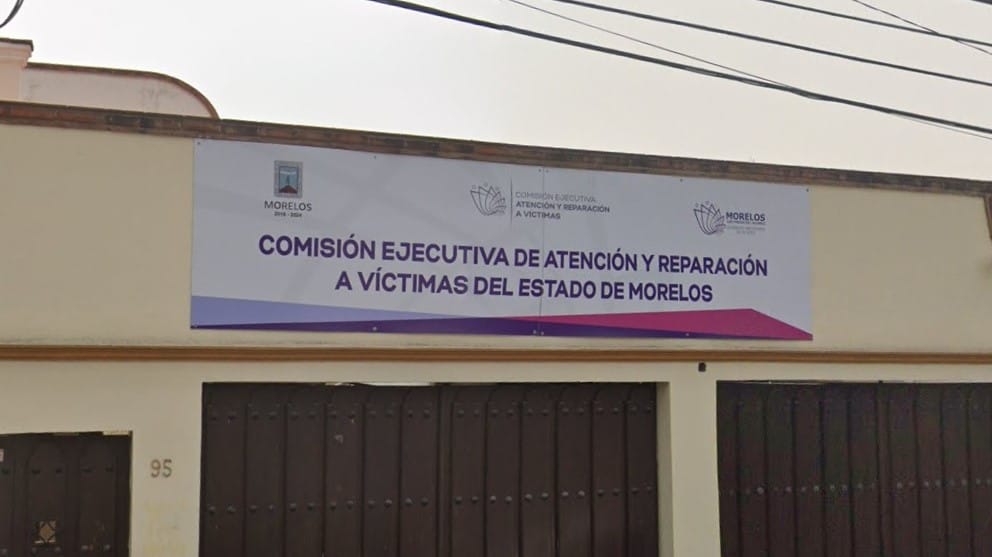 MORELOS
2018 - 2024
COMISIÓN EJECUTIVA
ATENCIÓN Y REPARACIÓN
A VÍCTIMAS
MORELOS
COMISIÓN EJECUTIVA DE ATENCIÓN Y REPARACIÓN
A VÍCTIMAS DEL ESTADO DE MORELOS
95